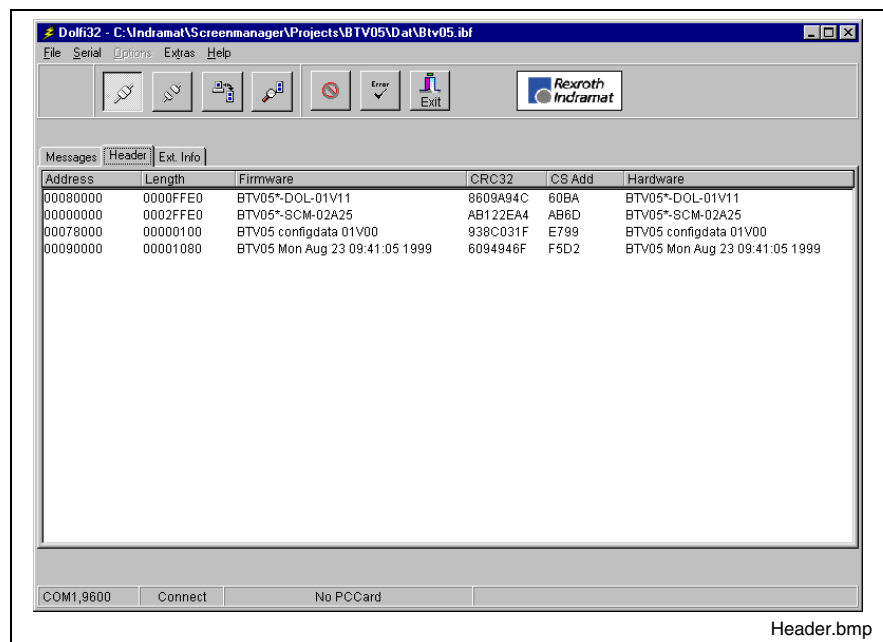 Dolfi32 - C:\Indramat\Screenmanager\Projects\BTV05\Dat\Btv05.ibf
File Serial Options Extras Help
Error
Exit
Rexroth
Indramat
Messages Header Ext. Info
Address Length Firmware CRC32 CS Add Hardware
00080000 0000FFE0 BTV05*-DOL-01V11 8609A94C 60BA BTV05*-DOL-01V11
00000000 0002FFE0 BTV05*-SCM-02A25 AB122EA4 AB6D BTV05*-SCM-02A25
00078000 00000100 BTV05 configdata 01V00 938C031F E799 BTV05 configdata 01V00
00090000 00001080 BTV05 Mon Aug 23 09:41:05 1999 6094946F F5D2 BTV05 Mon Aug 23 09:41:05 1999
COM1,9600 Connect No PCCard
Header.bmp